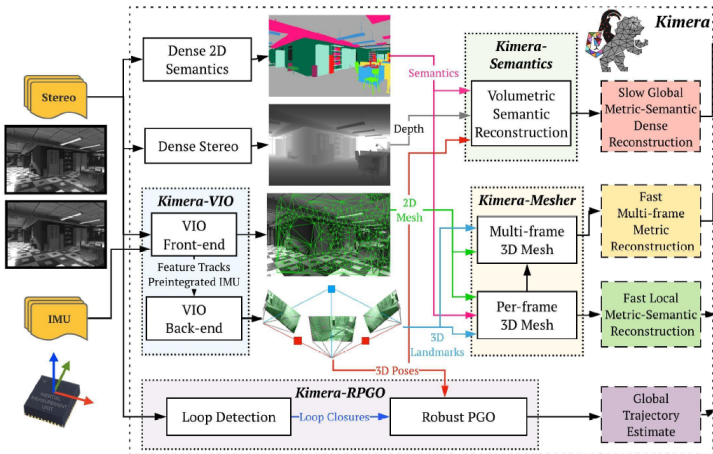 Kimera
Dense 2D
Semantics
Kimera-
Semantics
Semantics
Stereo
Volumetric
Semantic
Reconstruction
Slow Global
Metric-Semantic
Dense
Reconstruction
Dense Stereo
Depth
Kimera-VIO
Kimera-Mesher
2D
Mesh
VIO
Front-end
Multi-frame
3D Mesh
Fast
Multi-frame
Metric
Reconstruction
Feature Tracks
Preintegrated IMU
IMU
VIO
Back-end
Per-frame
3D Mesh
Fast Local
Metric-Semantic
Reconstruction
3D
Landmarks
3D Poses
INERTIAL
MEASUREMENT
UNIT
Kimera-RPGO
Loop Detection
Loop Closures
Robust PGO
Global
Trajectory
Estimate